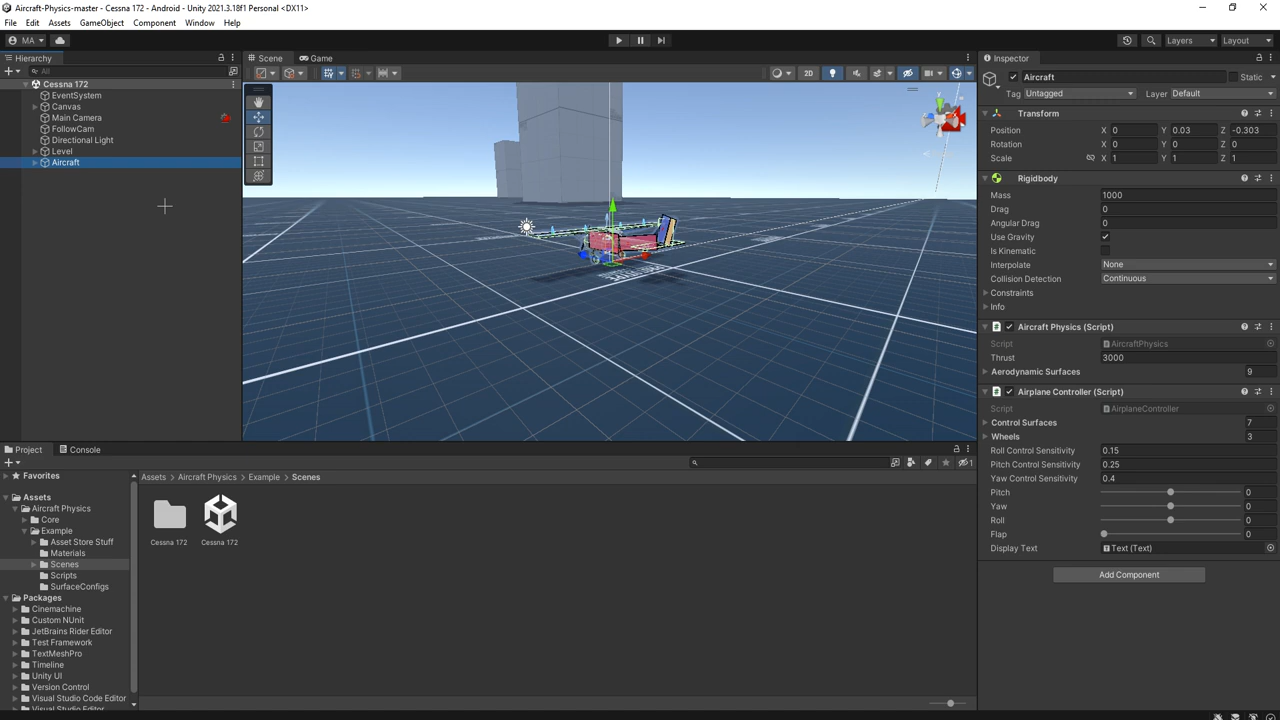 Aircraft-Physics-master - Cessna 172 - Android - Unity 2021.3.18f1 Personal <DX11>
File Edit Assets GameObject Component Window Help
MA Layers Layout
Hierarchy
All
Cessna 172
EventSystem
Canvas
Main Camera
FollowCam
Directional Light
Level
Aircraft
Scene Game
2D
Inspector
Aircraft Static
Tag Untagged Layer Default
Transform
Position X 0 Y 0.03 Z -0.303
Rotation X 0 Y 0 Z 0
Scale X 1 Y 1 Z 1
Rigidbody
Mass 1000
Drag 0
Angular Drag 0
Use Gravity
Is Kinematic
Interpolate None
Collision Detection Continuous
Constraints
Info
Aircraft Physics (Script)
Script AircraftPhysics
Thrust 3000
Aerodynamic Surfaces 9
Airplane Controller (Script)
Script AirplaneController
Control Surfaces 7
Wheels 3
Roll Control Sensitivity 0.15
Pitch Control Sensitivity 0.25
Yaw Control Sensitivity 0.4
Pitch 0
Yaw 0
Roll 0
Flap 0
Display Text Text (Text)
Add Component
Project Console
1
Favorites
Assets
Aircraft Physics
Core
Example
Asset Store Stuff
Materials
Scenes
Scripts
SurfaceConfigs
Packages
Cinemachine
Custom NUnit
JetBrains Rider Editor
Test Framework
TextMeshPro
Timeline
Unity UI
Version Control
Visual Studio Code Editor
Visual Studio Editor
Assets Aircraft Physics Example Scenes
Cessna 172 Cessna 172